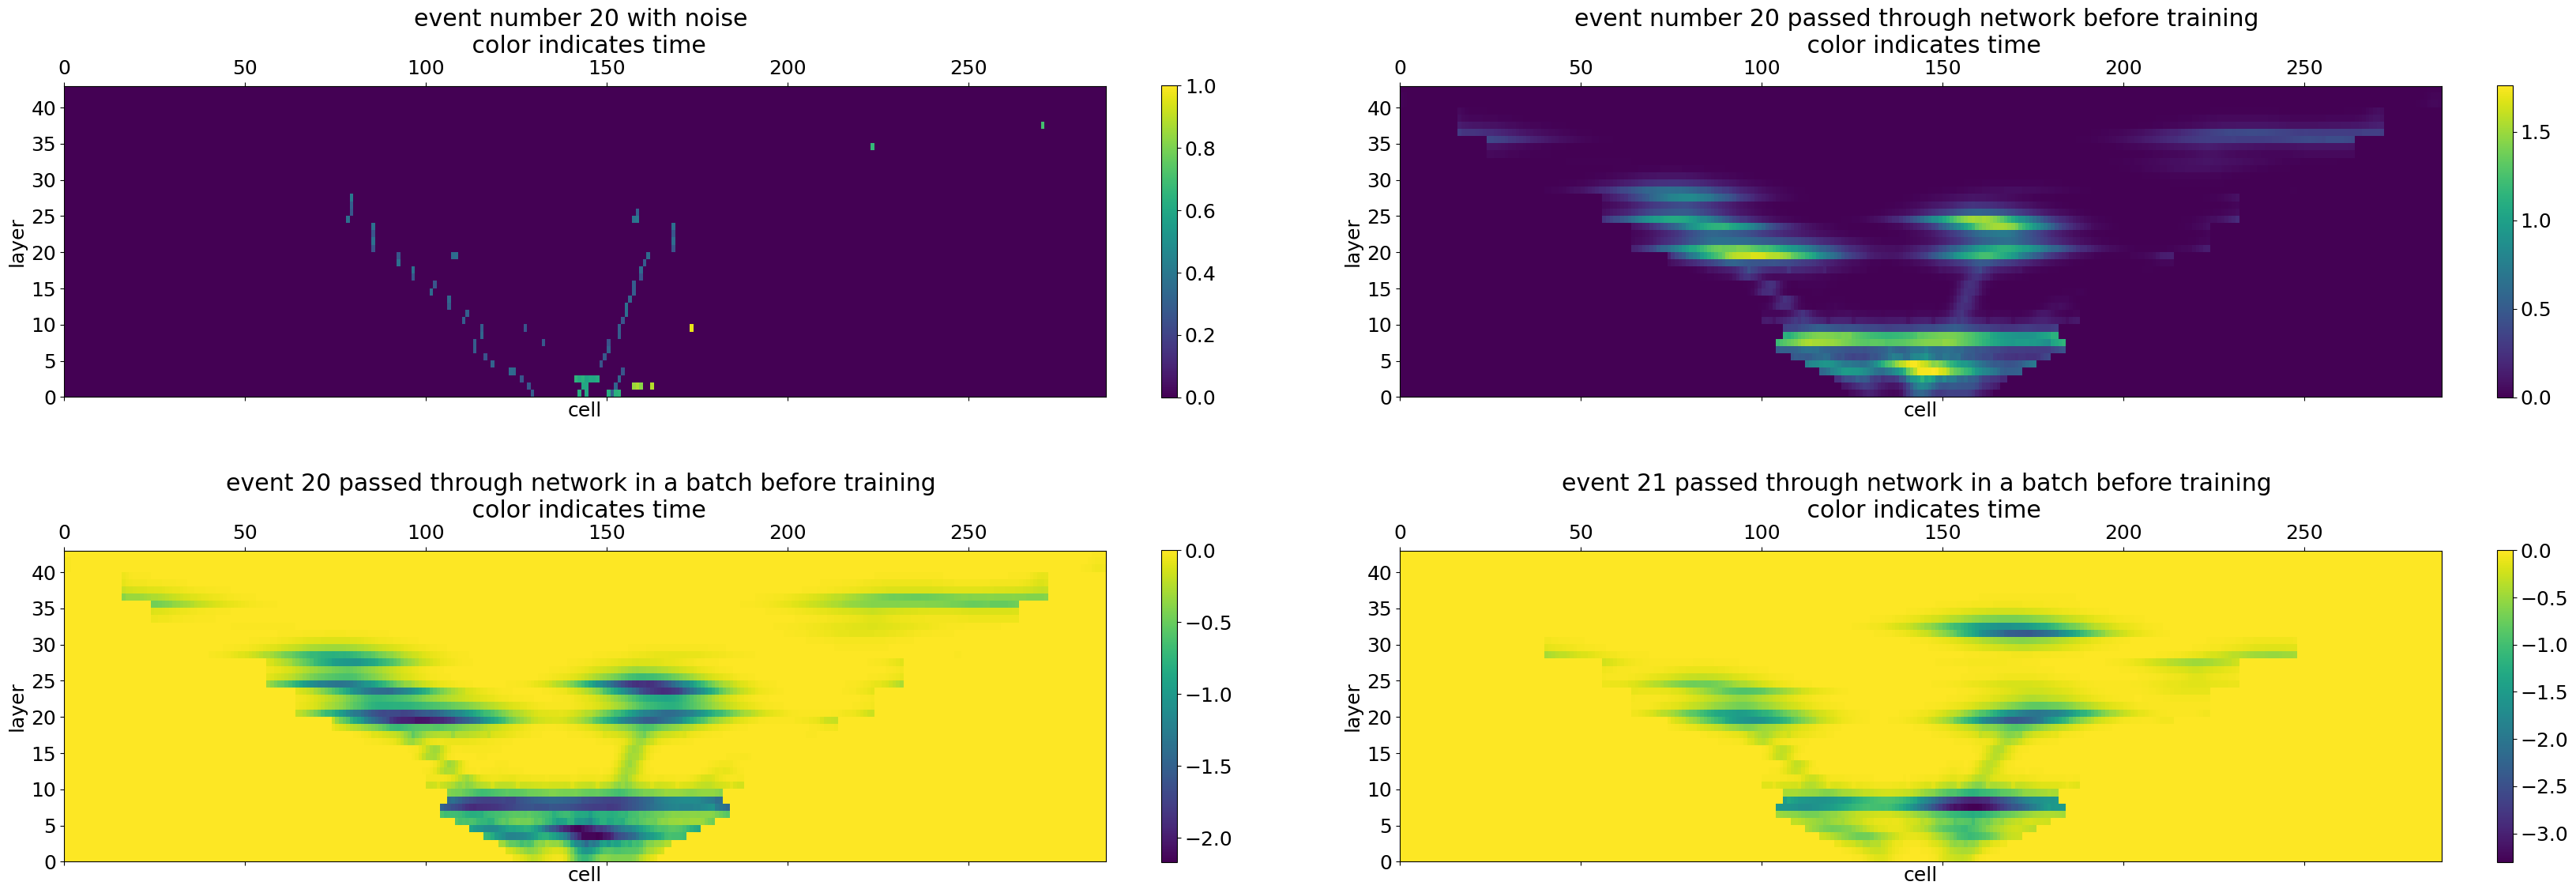 event number 20 with noise
color indicates time
0 50 100 150 200 250
40
35
30
25
20
15
10
5
0
layer
cell
1.0
0.8
0.6
0.4
0.2
0.0
event number 20 passed through network before training
color indicates time
0 50 100 150 200 250
40
35
30
25
20
15
10
5
0
layer
cell
1.5
1.0
0.5
0.0
event 20 passed through network in a batch before training
color indicates time
0 50 100 150 200 250
40
35
30
25
20
15
10
5
0
layer
cell
0.0
−0.5
−1.0
−1.5
−2.0
event 21 passed through network in a batch before training
color indicates time
0 50 100 150 200 250
40
35
30
25
20
15
10
5
0
layer
cell
0.0
−0.5
−1.0
−1.5
−2.0
−2.5
−3.0